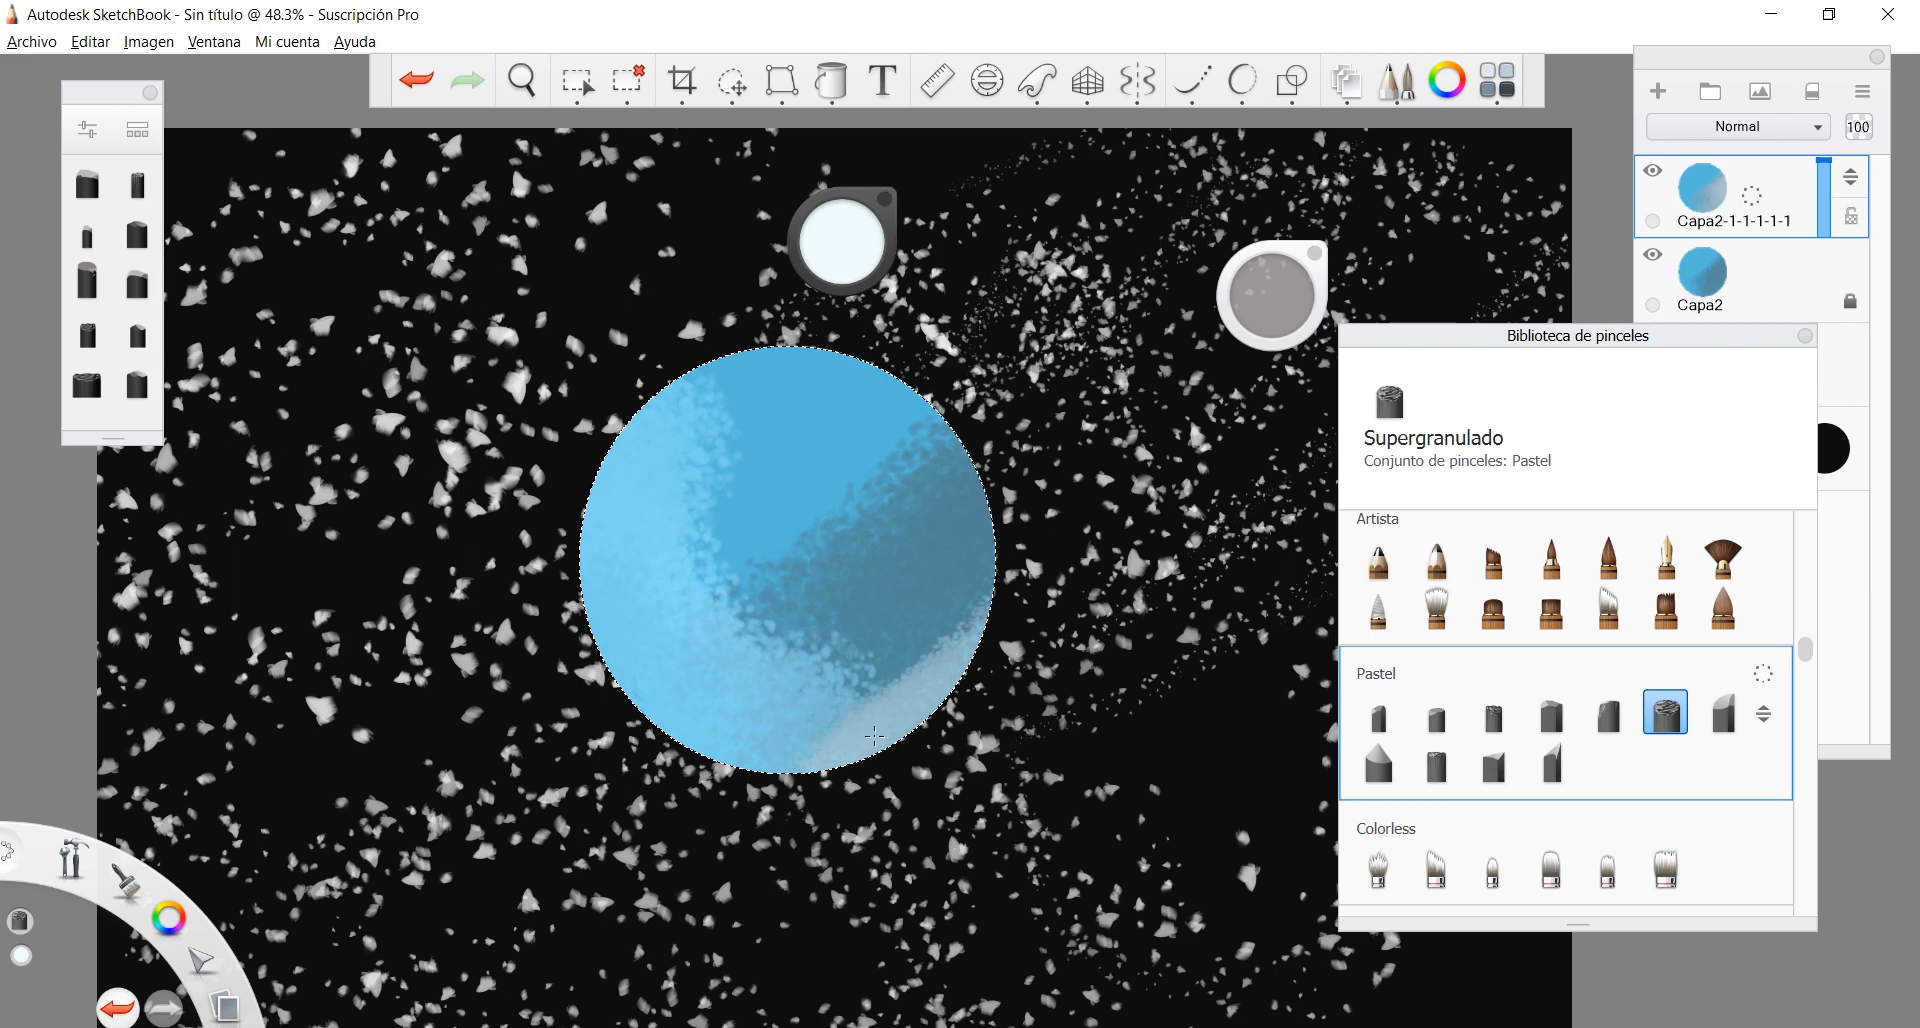 Autodesk SketchBook - Sin título @ 48.3% - Suscripción Pro
Archivo Editar Imagen Ventana Mi cuenta Ayuda
T
Normal 100
Capa2-1-1-1-1-1
Capa2
Biblioteca de pinceles
Supergranulado
Conjunto de pinceles: Pastel
Artista
Pastel
Colorless